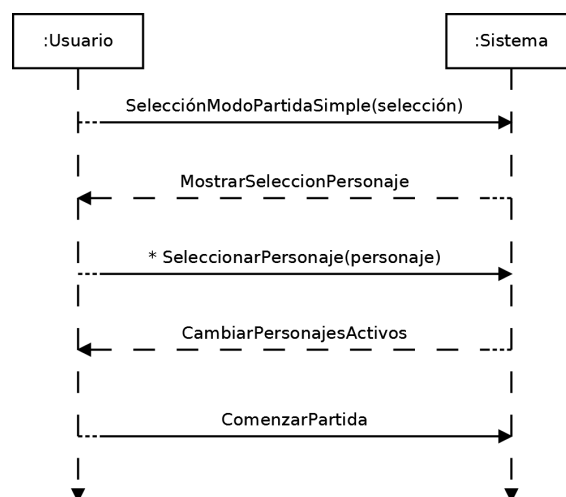 :Usuario
:Sistema
SelecciónModoPartidaSimple(selección)
MostrarSeleccionPersonaje
* SeleccionarPersonaje(personaje)
CambiarPersonajesActivos
ComenzarPartida